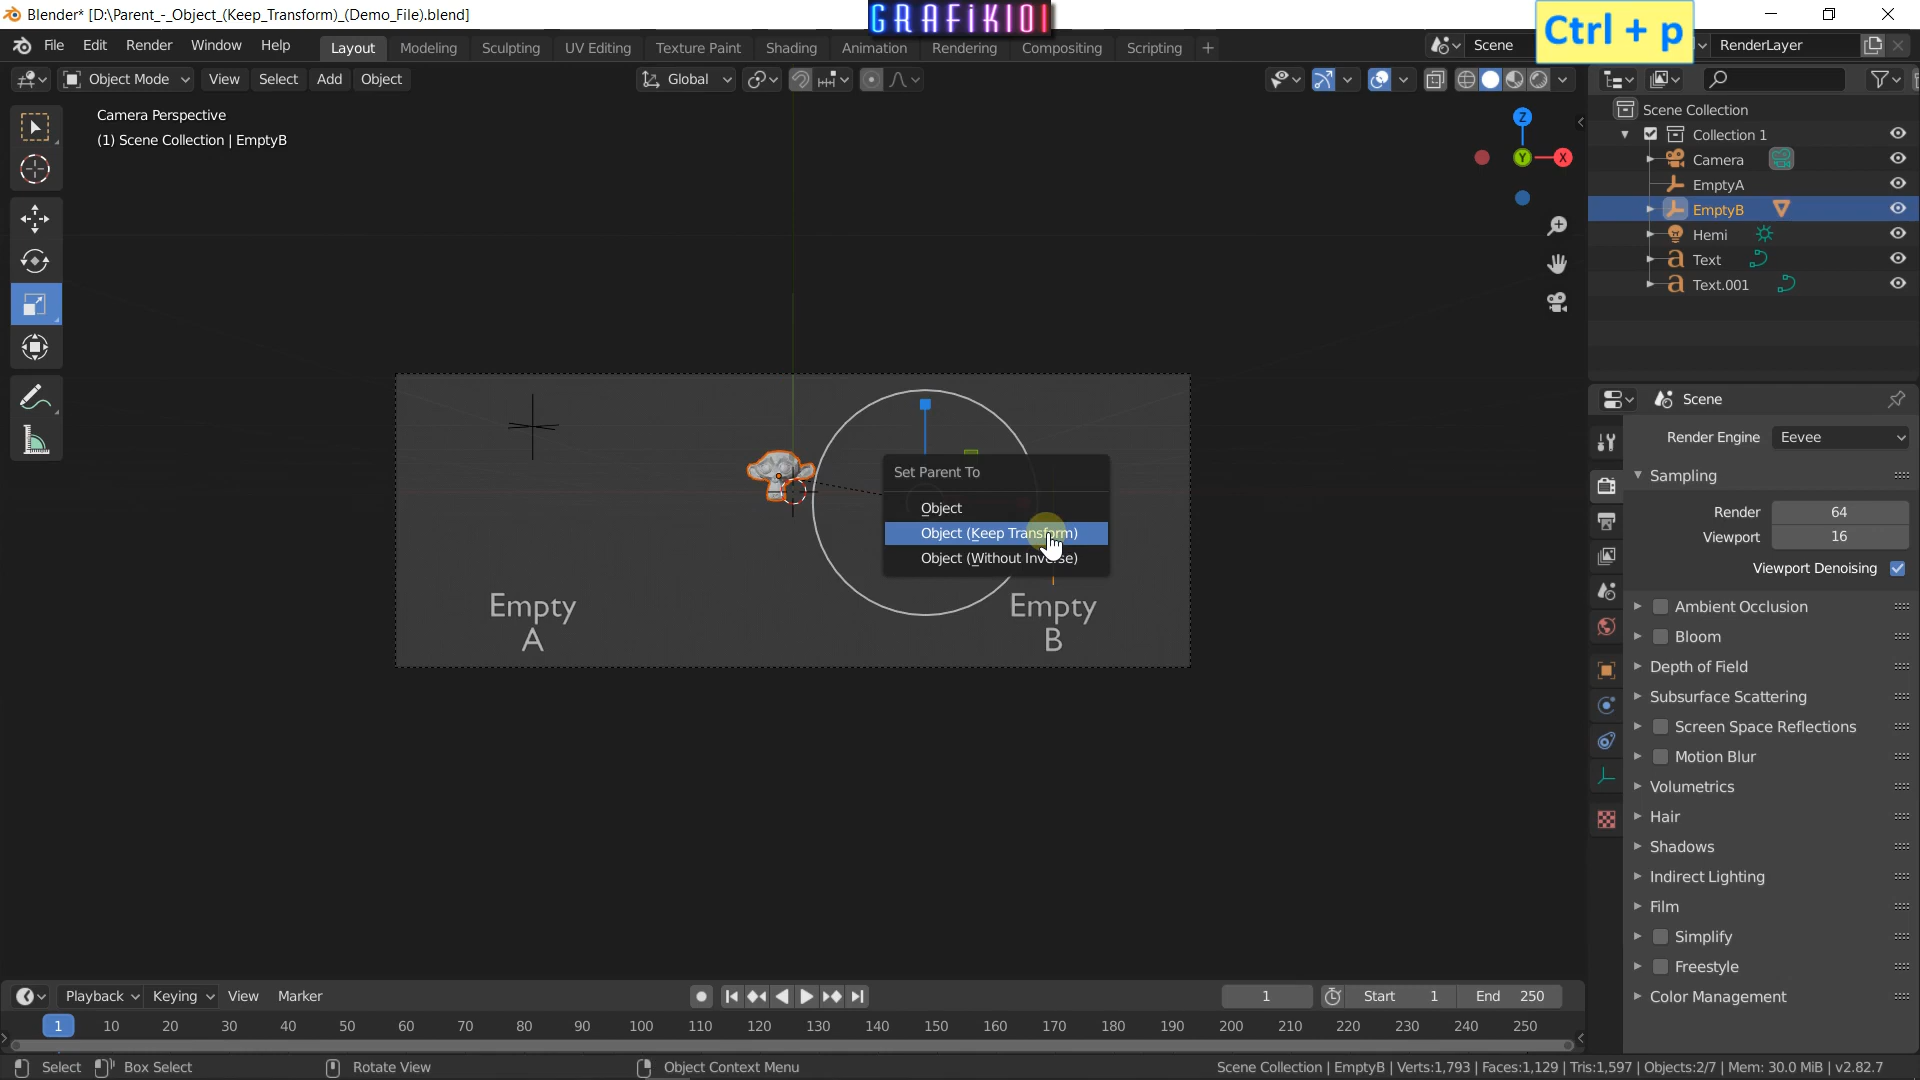 Blender* [D:\Parent_-_Object_(Keep_Transform)_(Demo_File).blend]
GRAFiK101
Ctrl + p
File Edit Render Window Help
Layout Modeling Sculpting UV Editing Texture Paint Shading Animation Rendering Compositing Scripting +
Scene
RenderLayer
Object Mode View Select Add Object
Global
Camera Perspective
(1) Scene Collection | EmptyB
Z
Y
X
Scene Collection
Collection 1
Camera
EmptyA
EmptyB
Hemi
Text
Text.001
Set Parent To
Object
Object (Keep Transform)
Object (Without Inverse)
Empty
A
Empty
B
Scene
Render Engine Eevee
Sampling
Render 64
Viewport 16
Viewport Denoising
Ambient Occlusion
Bloom
Depth of Field
Subsurface Scattering
Screen Space Reflections
Motion Blur
Volumetrics
Hair
Shadows
Indirect Lighting
Film
Simplify
Freestyle
Color Management
Playback Keying View Marker
1 Start 1 End 250
1 10 20 30 40 50 60 70 80 90 100 110 120 130 140 150 160 170 180 190 200 210 220 230 240 250
Select Box Select Rotate View Object Context Menu
Scene Collection | EmptyB | Verts:1,793 | Faces:1,129 | Tris:1,597 | Objects:2/7 | Mem: 30.0 MiB | v2.82.7